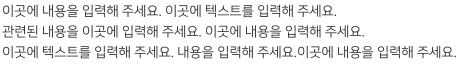 이곳에 내용을 입력해 주세요. 이곳에 텍스트를 입력해 주세요.
관련된 내용을 이곳에 입력해 주세요. 이곳에 내용을 입력해 주세요.
이곳에 텍스트를 입력해 주세요. 내용을 입력해 주세요.이곳에 내용을 입력해 주세요.